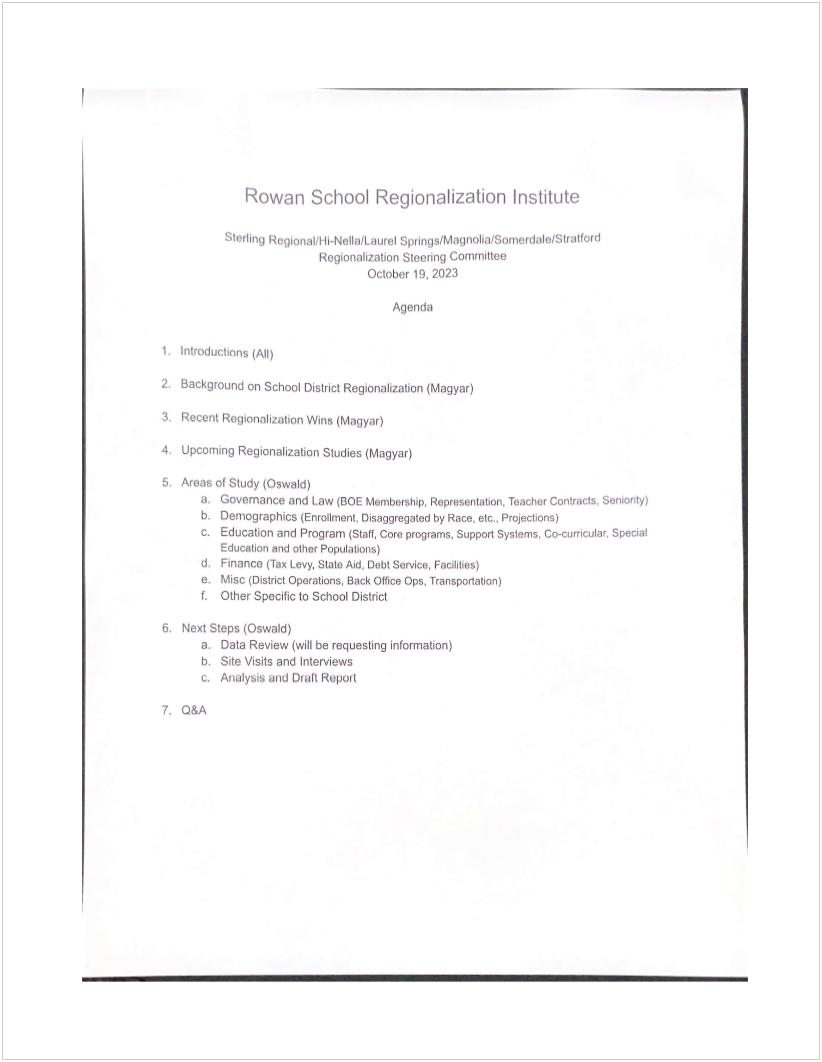 Rowan School Regionalization Institute
Sterling Regional/Hi-Nella/Laurel Springs/Magnolia/Somerdale/Stratford
Regionalization Steering Committee
October 19, 2023
Agenda
1. Introductions (All)
2. Background on School District Regionalization (Magyar)
3. Recent Regionalization Wins (Magyar)
4. Upcoming Regionalization Studies (Magyar)
5. Areas of Study (Oswald)
a. Governance and Law (BOE Membership, Representation, Teacher Contracts, Seniority)
b. Demographics (Enrollment, Disaggregated by Race, etc., Projections)
c. Education and Program (Staff, Core programs, Support Systems, Co-curricular, Special
Education and other Populations)
d. Finance (Tax Levy, State Aid, Debt Service, Facilities)
e. Misc (District Operations, Back Office Ops, Transportation)
f. Other Specific to School District
6. Next Steps (Oswald)
a. Data Review (will be requesting information)
b. Site Visits and Interviews
c. Analysis and Draft Report
7. Q&A